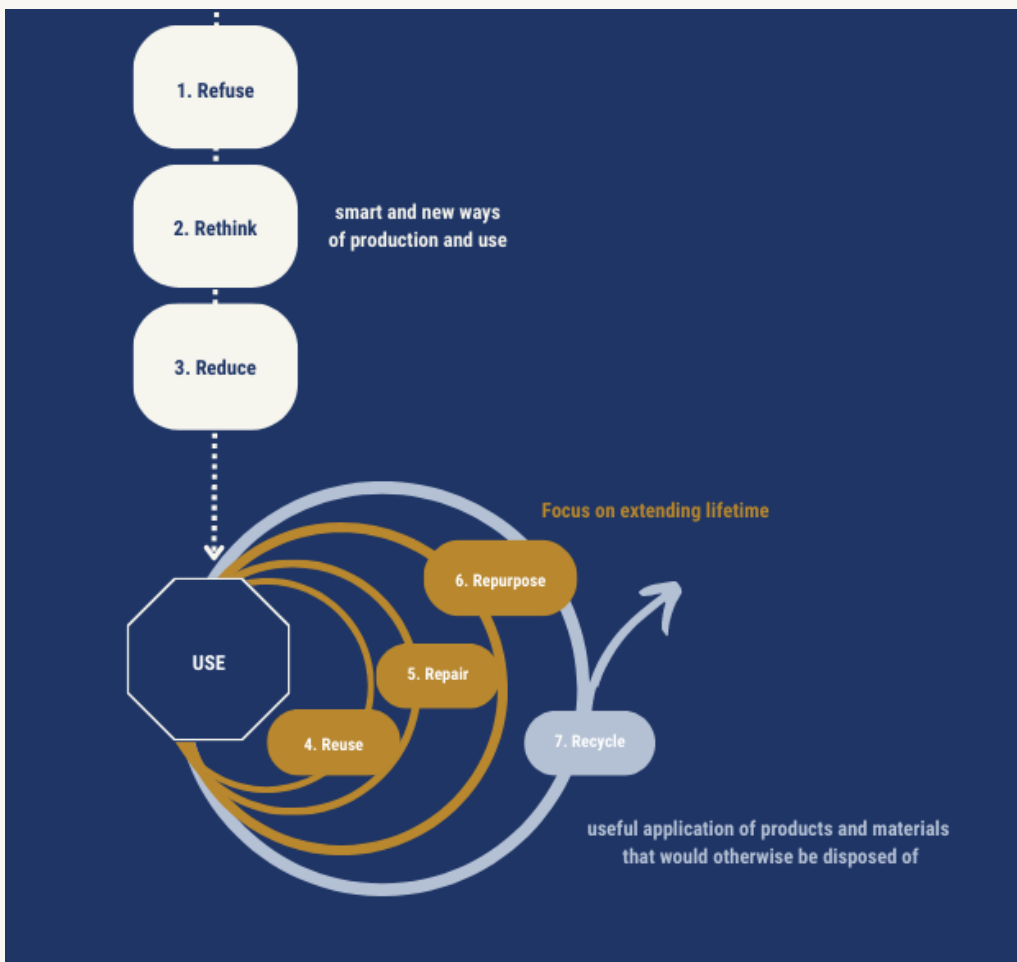 1. Refuse
2. Rethink
smart and new ways
of production and use
3. Reduce
Focus on extending lifetime
6. Repurpose
USE
5. Repair
4. Reuse
7. Recycle
useful application of products and materials
that would otherwise be disposed of